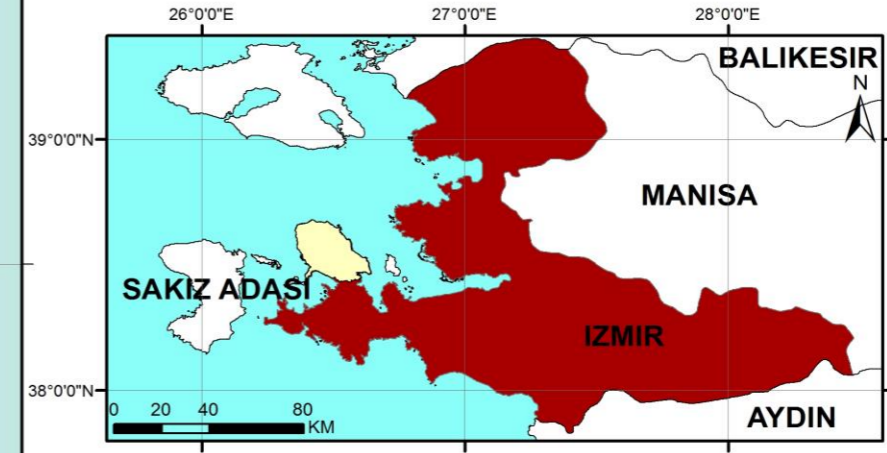 26°0'0"E 27°0'0"E 28°0'0"E
BALIKESIR
N
39°0'0"N
MANISA
SAKIZ ADASI
IZMIR
38°0'0"N
0 20 40 80
KM
AYDIN